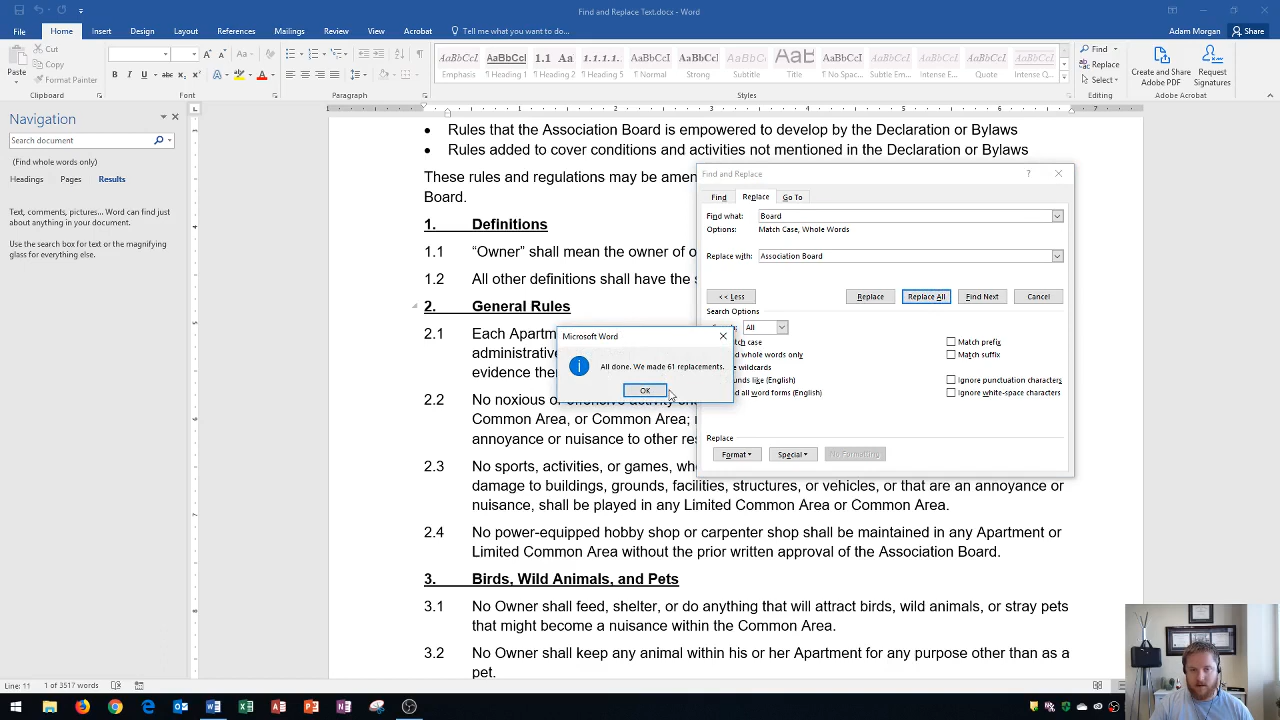 Find and Replace Text.docx - Word
File
Home
Insert
Design
Layout
References
Mailings
Review
View
Acrobat
Tell me what you want to do
Adam Morgan
Share
Paste
Cut
Copy
Format Painter
Clipboard
Font
Paragraph
AaBbCcI Emphasis
AaBbCcI ¶ Heading 1
1.1 Aa ¶ Heading 2
1.1.1.1. ¶ Heading 5
AaBbCcI ¶ Normal
AaBbCcI Strong
AaBbCcI Subtitle
AaB Title
AaBbCcI ¶ No Spac...
AaBbCcI Subtle Em...
AaBbCcI Intense E...
AaBbCcI Quote
AaBbCcI Intense Q...
Styles
Find
Replace
Select
Editing
Create and Share Adobe PDF
Request Signatures
Adobe Acrobat
Navigation
Search document
(Find whole words only)
Headings
Pages
Results
Text, comments, pictures... Word can find just
about anything in your document.
Use the search box for text or the magnifying
glass for everything else.
• Rules that the Association Board is empowered to develop by the Declaration or Bylaws
• Rules added to cover conditions and activities not mentioned in the Declaration or Bylaws
These rules and regulations may be amen
Board.
1. Definitions
1.1 “Owner” shall mean the owner of o
1.2 All other definitions shall have the s
2. General Rules
2.1 Each Apartm
administrative
evidence the
2.2 No noxious o
Common Area, or Common Area;
annoyance or nuisance to other res
2.3 No sports, activities, or games, wh
damage to buildings, grounds, facilities, structures, or vehicles, or that are an annoyance or
nuisance, shall be played in any Limited Common Area or Common Area.
2.4 No power-equipped hobby shop or carpenter shop shall be maintained in any Apartment or
Limited Common Area without the prior written approval of the Association Board.
3. Birds, Wild Animals, and Pets
3.1 No Owner shall feed, shelter, or do anything that will attract birds, wild animals, or stray pets
that might become a nuisance within the Common Area.
3.2 No Owner shall keep any animal within his or her Apartment for any purpose other than as a
pet.
Find and Replace
Find
Replace
Go To
Find what: Board
Options: Match Case, Whole Words
Replace with: Association Board
<< Less
Replace
Replace All
Find Next
Cancel
Search Options
All
tch case
d whole words only
e wildcards
unds like (English)
d all word forms (English)
Match prefix
Match suffix
Ignore punctuation characters
Ignore white-space characters
Replace
Format
Special
No Formatting
Microsoft Word
All done. We made 61 replacements.
OK
Line: 11
1 of 3517 words